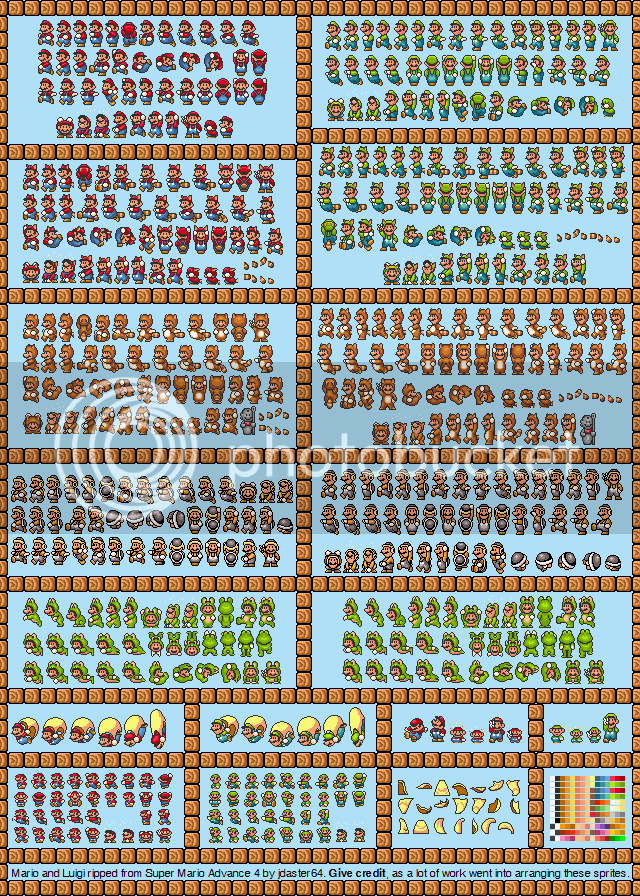 photobucket
Mario and Luigi ripped from Super Mario Advance 4 by jdaster64. Give credit, as a lot of work went into arranging these sprites.